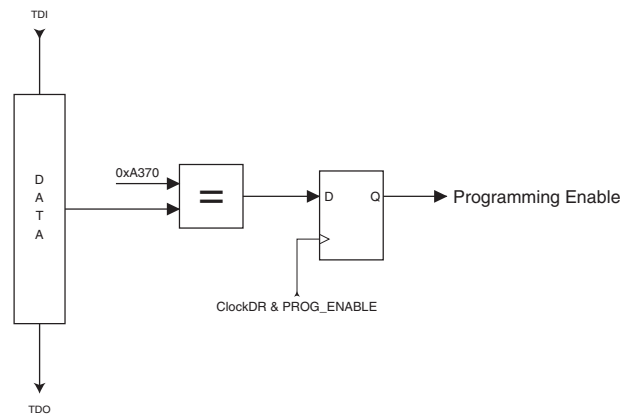 TDI
D
A
T
A
0xA370
=
D
Q
Programming Enable
ClockDR & PROG_ENABLE
TDO